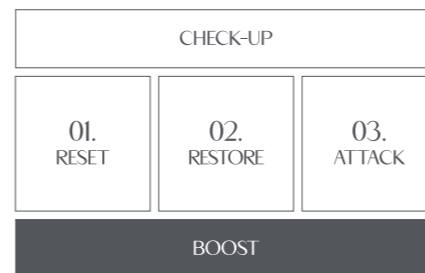 CHECK-UP
01.
RESET
02.
RESTORE
03.
ATTACK
BOOST